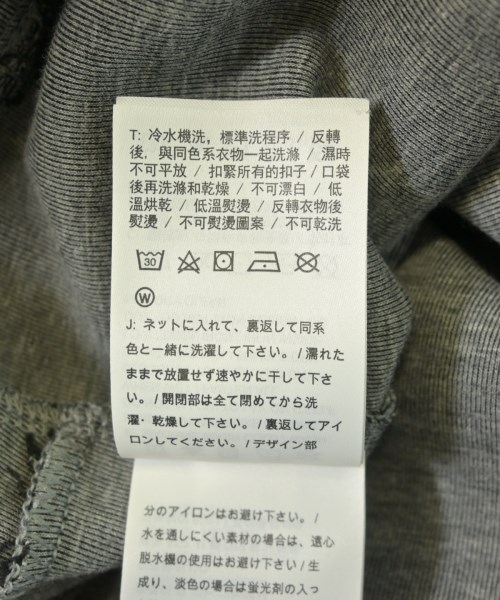 T: 冷水機洗，標準洗程序 / 反轉
後，與同色系衣物一起洗滌 / 濕時
不可平放 / 扣緊所有的扣子 / 口袋
後再洗滌和乾燥 / 不可漂白 / 低
溫烘乾 / 低溫熨燙 / 反轉衣物後
熨燙 / 不可熨燙圖案 / 不可乾洗
30
W
J: ネットに入れて、裏返して同系
色と一緒に洗濯して下さい。/ 濡れた
ままで放置せず速やかに干して下さ
い。/ 開閉部は全て閉めてから洗
濯・乾燥して下さい。/ 裏返してアイ
ロンしてください。/ デザイン部
分のアイロンはお避け下さい。/
水を通しにくい素材の場合は、遠心
脱水機の使用はお避け下さい / 生
成り、淡色の場合は蛍光剤の入っ